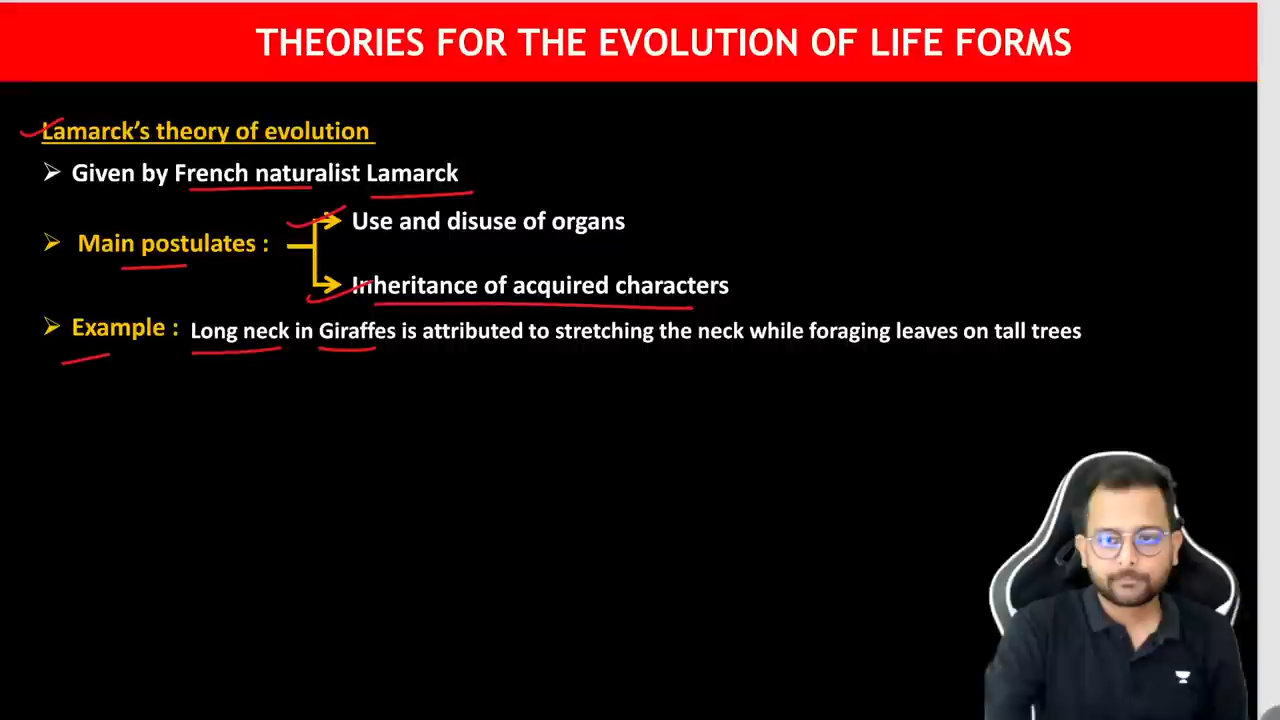 THEORIES FOR THE EVOLUTION OF LIFE FORMS
Lamarck's theory of evolution
Given by French naturalist Lamarck
Main postulates :
Use and disuse of organs
Inheritance of acquired characters
Example : Long neck in Giraffes is attributed to stretching the neck while foraging leaves on tall trees